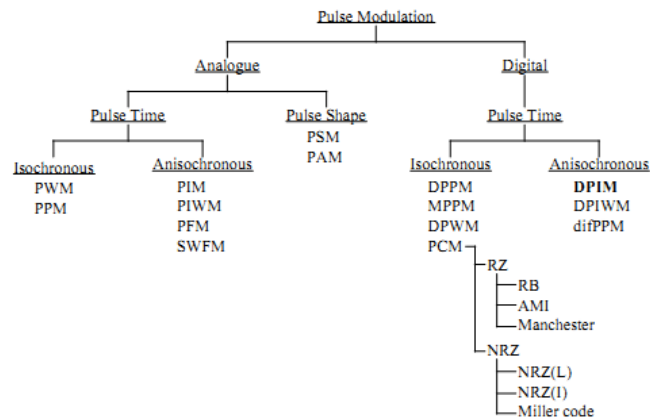 Pulse Modulation
Analogue
Digital
Pulse Time
Pulse Shape
PSM
PAM
Pulse Time
Isochronous
PWM
PPM
Anisochronous
PIM
PIWM
PFM
SWFM
Isochronous
DPPM
MPPM
DPWM
PCM
Anisochronous
DPIM
DPIWM
difPPM
RZ
RB
AMI
Manchester
NRZ
NRZ(L)
NRZ(I)
Miller code